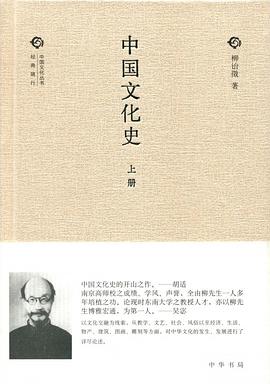 中国文化丛书
经典随行
中国文化史
上册
柳诒徵 著
中国文化史的开山之作。——胡适
南京高师校之成绩、学风、声誉，全由柳先生一人多
年培植之功。论现时东南大学之教授人才，亦以柳先
生博雅宏通，为第一人。——吴宓
以文化交融为线索，从教学、文艺、社会、风俗以至经济、生活、
物产、建筑、图画、雕刻等方面，对中华文化的发生、发展进行了
详尽论述。
中华书局